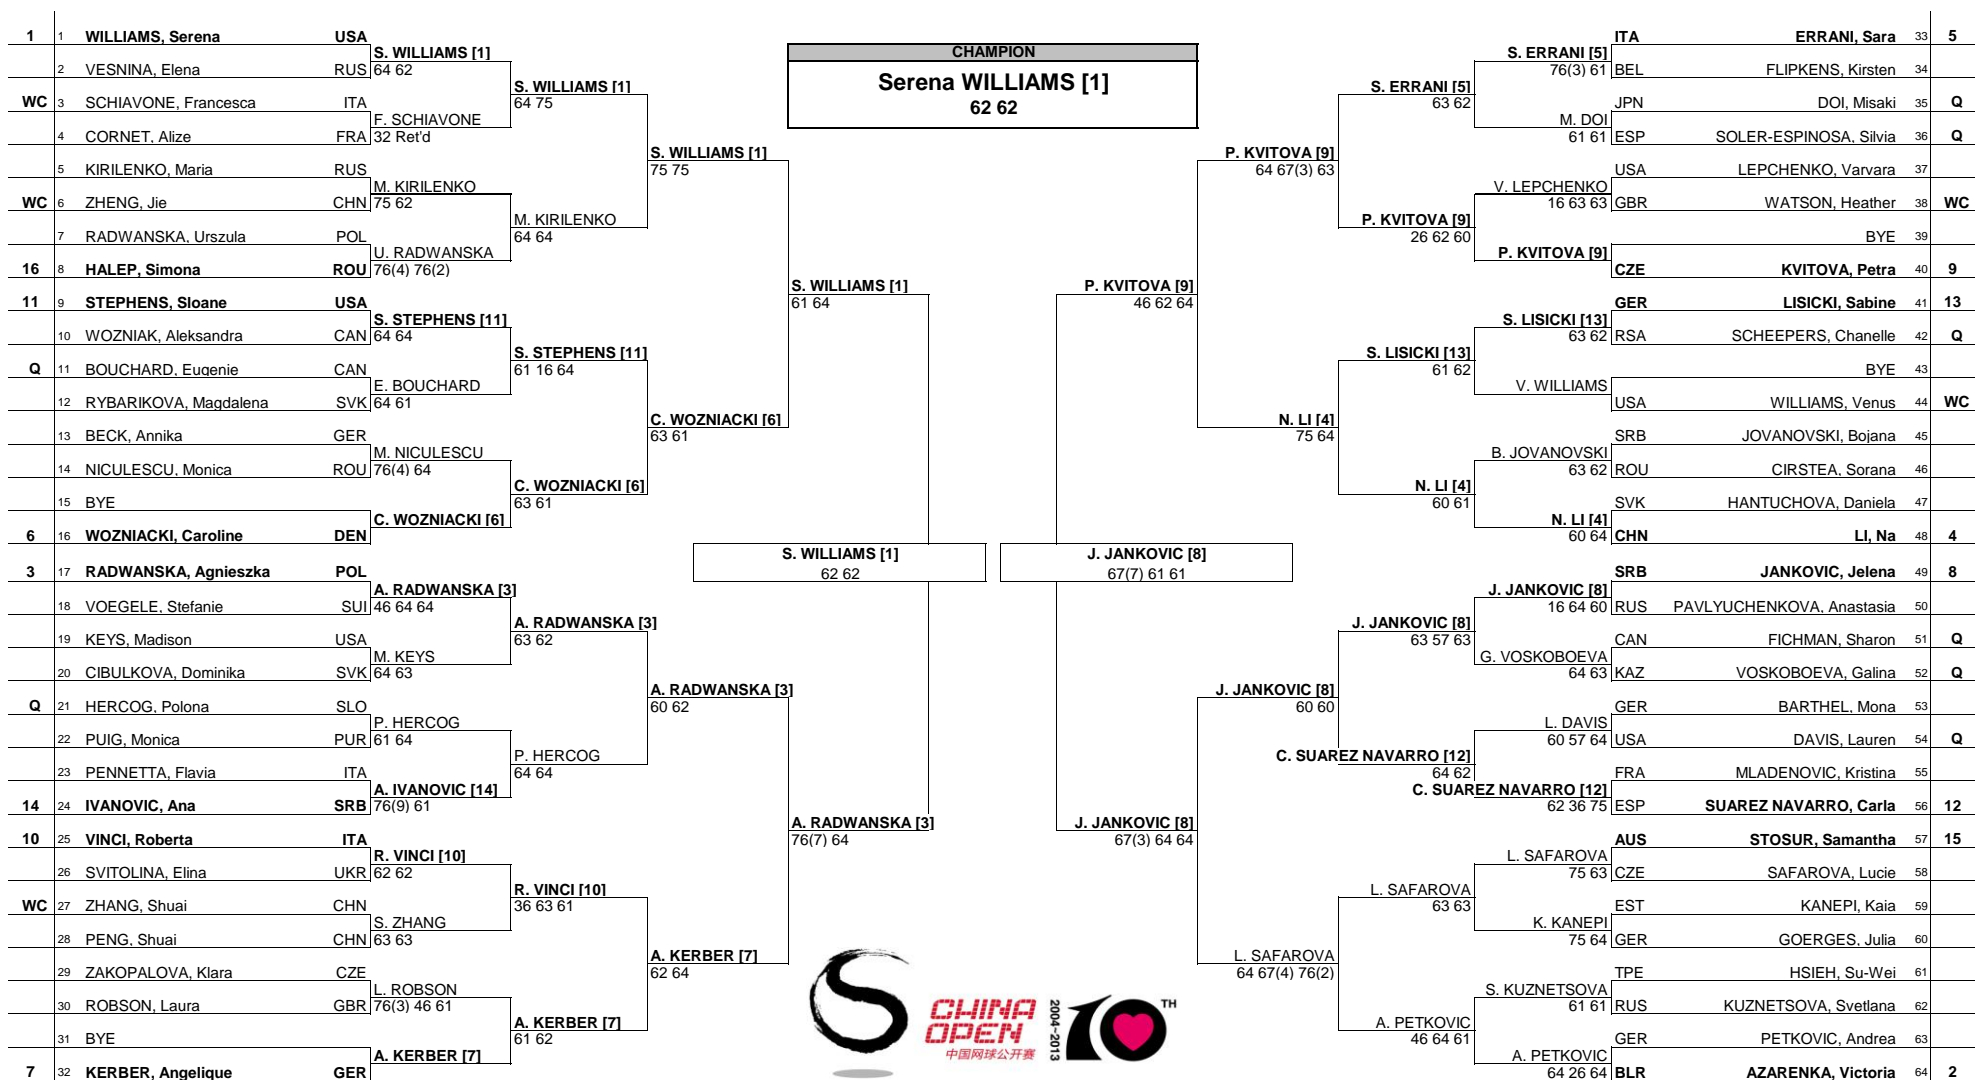 CHAMPION
Serena WILLIAMS [1]
62 62
1 1 WILLIAMS, Serena USA
S. WILLIAMS [1]
2 VESNINA, Elena RUS 64 62
S. WILLIAMS [1]
WC 3 SCHIAVONE, Francesca ITA 64 75
F. SCHIAVONE
4 CORNET, Alize FRA 32 Ret'd
S. WILLIAMS [1]
5 KIRILENKO, Maria RUS 75 75
M. KIRILENKO
WC 6 ZHENG, Jie CHN 75 62
M. KIRILENKO
7 RADWANSKA, Urszula POL 64 64
U. RADWANSKA
16 8 HALEP, Simona ROU 76(4) 76(2)
S. WILLIAMS [1]
11 9 STEPHENS, Sloane USA 61 64
S. STEPHENS [11]
10 WOZNIAK, Aleksandra CAN 64 64
S. STEPHENS [11]
Q 11 BOUCHARD, Eugenie CAN 61 16 64
E. BOUCHARD
12 RYBARIKOVA, Magdalena SVK 64 61
C. WOZNIACKI [6]
13 BECK, Annika GER 63 61
M. NICULESCU
14 NICULESCU, Monica ROU 76(4) 64
C. WOZNIACKI [6]
15 BYE 63 61
C. WOZNIACKI [6]
6 16 WOZNIACKI, Caroline DEN
S. WILLIAMS [1]
62 62
3 17 RADWANSKA, Agnieszka POL
A. RADWANSKA [3]
18 VOEGELE, Stefanie SUI 46 64 64
A. RADWANSKA [3]
19 KEYS, Madison USA 63 62
M. KEYS
20 CIBULKOVA, Dominika SVK 64 63
A. RADWANSKA [3]
Q 21 HERCOG, Polona SLO 60 62
P. HERCOG
22 PUIG, Monica PUR 61 64
P. HERCOG
23 PENNETTA, Flavia ITA 64 64
A. IVANOVIC [14]
14 24 IVANOVIC, Ana SRB 76(9) 61
A. RADWANSKA [3]
10 25 VINCI, Roberta ITA 76(7) 64
R. VINCI [10]
26 SVITOLINA, Elina UKR 62 62
R. VINCI [10]
WC 27 ZHANG, Shuai CHN 36 63 61
S. ZHANG
28 PENG, Shuai CHN 63 63
A. KERBER [7]
29 ZAKOPALOVA, Klara CZE 62 64
L. ROBSON
30 ROBSON, Laura GBR 76(3) 46 61
A. KERBER [7]
31 BYE 61 62
A. KERBER [7]
7 32 KERBER, Angelique GER
ITA ERRANI, Sara 33 5
S. ERRANI [5]
76(3) 61 BEL FLIPKENS, Kirsten 34
S. ERRANI [5]
63 62 JPN DOI, Misaki 35 Q
M. DOI
61 61 ESP SOLER-ESPINOSA, Silvia 36 Q
P. KVITOVA [9]
64 67(3) 63 USA LEPCHENKO, Varvara 37
V. LEPCHENKO
16 63 63 GBR WATSON, Heather 38 WC
P. KVITOVA [9]
26 62 60 BYE 39
P. KVITOVA [9]
CZE KVITOVA, Petra 40 9
P. KVITOVA [9]
46 62 64 GER LISICKI, Sabine 41 13
S. LISICKI [13]
63 62 RSA SCHEEPERS, Chanelle 42 Q
S. LISICKI [13]
61 62 BYE 43
V. WILLIAMS
USA WILLIAMS, Venus 44 WC
N. LI [4]
75 64 SRB JOVANOVSKI, Bojana 45
B. JOVANOVSKI
63 62 ROU CIRSTEA, Sorana 46
N. LI [4]
60 61 SVK HANTUCHOVA, Daniela 47
N. LI [4]
60 64 CHN LI, Na 48 4
J. JANKOVIC [8]
67(7) 61 61
SRB JANKOVIC, Jelena 49 8
J. JANKOVIC [8]
16 64 60 RUS PAVLYUCHENKOVA, Anastasia 50
J. JANKOVIC [8]
63 57 63 CAN FICHMAN, Sharon 51 Q
G. VOSKOBOEVA
64 63 KAZ VOSKOBOEVA, Galina 52 Q
J. JANKOVIC [8]
60 60 GER BARTHEL, Mona 53
L. DAVIS
60 57 64 USA DAVIS, Lauren 54 Q
C. SUAREZ NAVARRO [12]
64 62 FRA MLADENOVIC, Kristina 55
C. SUAREZ NAVARRO [12]
62 36 75 ESP SUAREZ NAVARRO, Carla 56 12
J. JANKOVIC [8]
67(3) 64 64 AUS STOSUR, Samantha 57 15
L. SAFAROVA
75 63 CZE SAFAROVA, Lucie 58
L. SAFAROVA
63 63 EST KANEPI, Kaia 59
K. KANEPI
75 64 GER GOERGES, Julia 60
L. SAFAROVA
64 67(4) 76(2) TPE HSIEH, Su-Wei 61
S. KUZNETSOVA
61 61 RUS KUZNETSOVA, Svetlana 62
A. PETKOVIC
46 64 61 GER PETKOVIC, Andrea 63
A. PETKOVIC
64 26 64 BLR AZARENKA, Victoria 64 2
CHINA
OPEN
中国网球公开赛
2004-2013
10TH